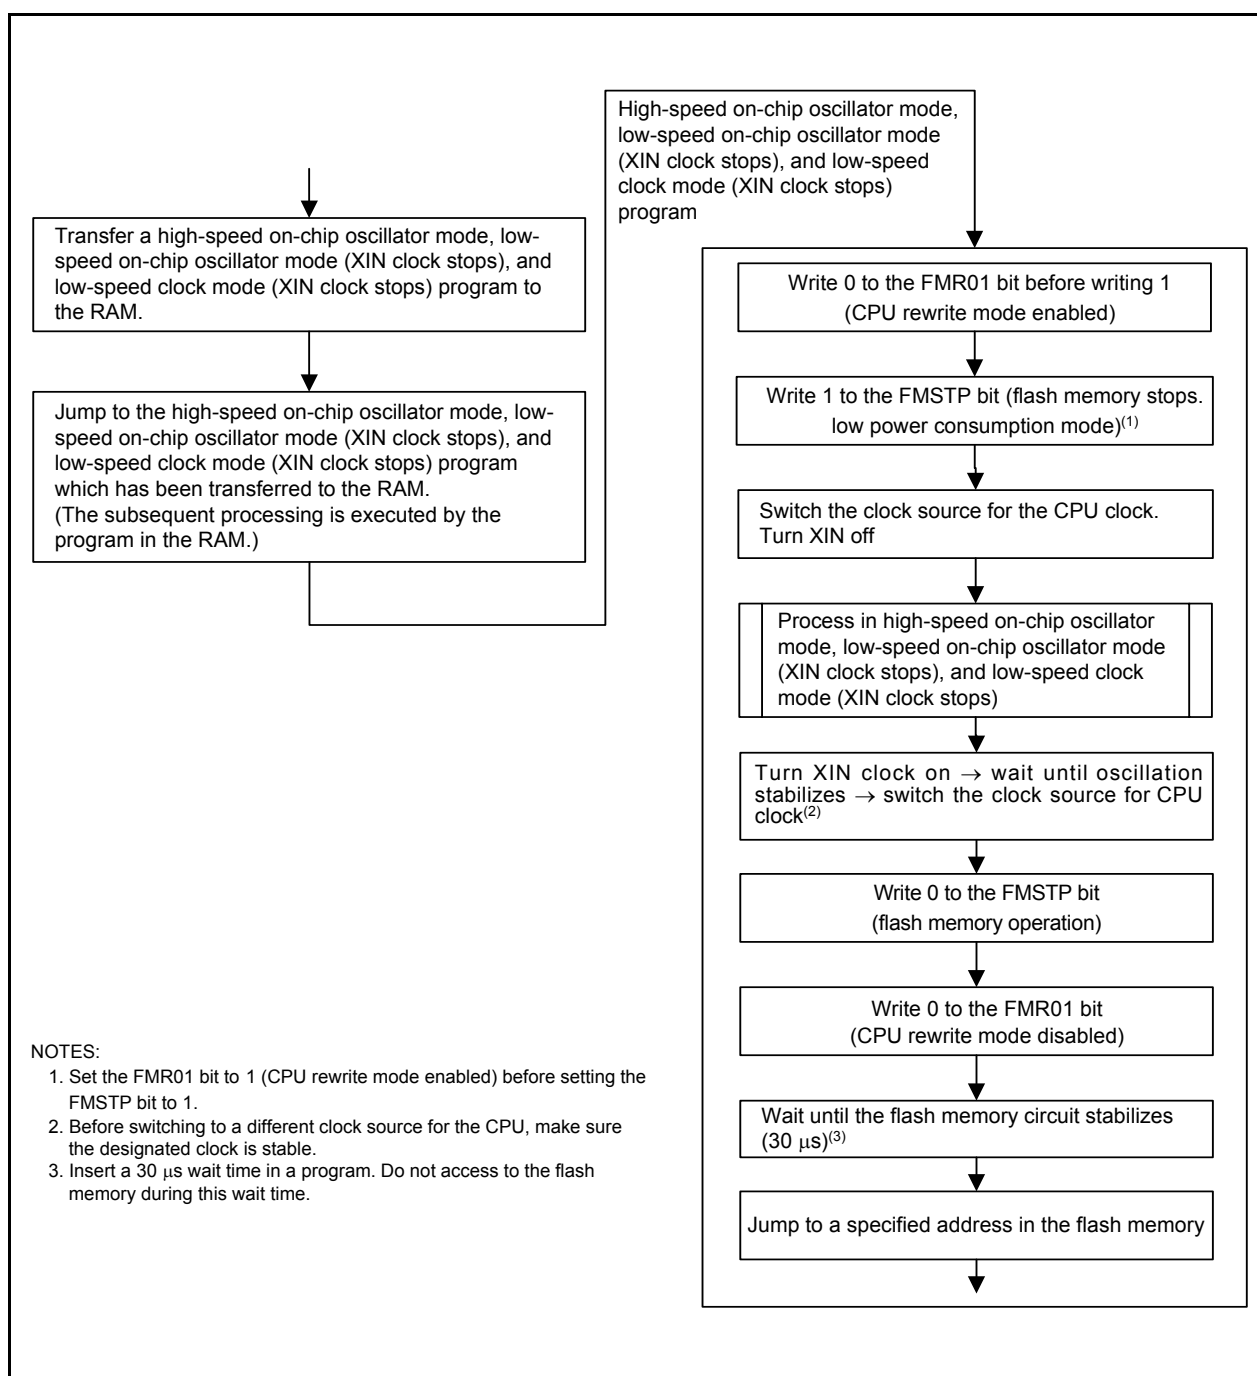 Transfer a high-speed on-chip oscillator mode, low-
speed on-chip oscillator mode (XIN clock stops), and
low-speed clock mode (XIN clock stops) program to
the RAM.
Jump to the high-speed on-chip oscillator mode, low-
speed on-chip oscillator mode (XIN clock stops), and
low-speed clock mode (XIN clock stops) program
which has been transferred to the RAM.
(The subsequent processing is executed by the
program in the RAM.)
High-speed on-chip oscillator mode,
low-speed on-chip oscillator mode
(XIN clock stops), and low-speed
clock mode (XIN clock stops)
program
Write 0 to the FMR01 bit before writing 1
(CPU rewrite mode enabled)
Write 1 to the FMSTP bit (flash memory stops.
low power consumption mode)(1)
Switch the clock source for the CPU clock.
Turn XIN off
Process in high-speed on-chip oscillator
mode, low-speed on-chip oscillator mode
(XIN clock stops), and low-speed clock
mode (XIN clock stops)
Turn XIN clock on → wait until oscillation
stabilizes → switch the clock source for CPU
clock(2)
Write 0 to the FMSTP bit
(flash memory operation)
Write 0 to the FMR01 bit
(CPU rewrite mode disabled)
Wait until the flash memory circuit stabilizes
(30 μs)(3)
Jump to a specified address in the flash memory
NOTES:
1. Set the FMR01 bit to 1 (CPU rewrite mode enabled) before setting the
FMSTP bit to 1.
2. Before switching to a different clock source for the CPU, make sure
the designated clock is stable.
3. Insert a 30 μs wait time in a program. Do not access to the flash
memory during this wait time.